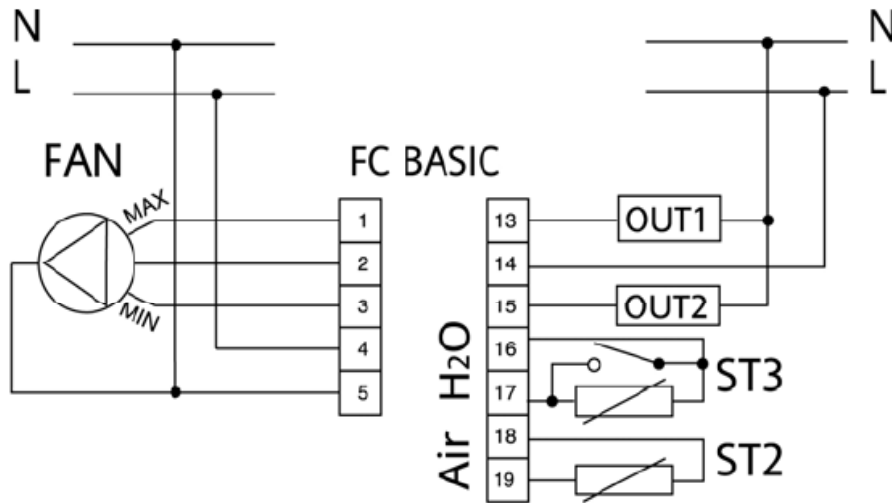 N
L
FAN
MAX
MIN
FC BASIC
1
2
3
4
5
N
L
13
14
15
16
17
18
19
OUT1
OUT2
H2O
Air
ST3
ST2